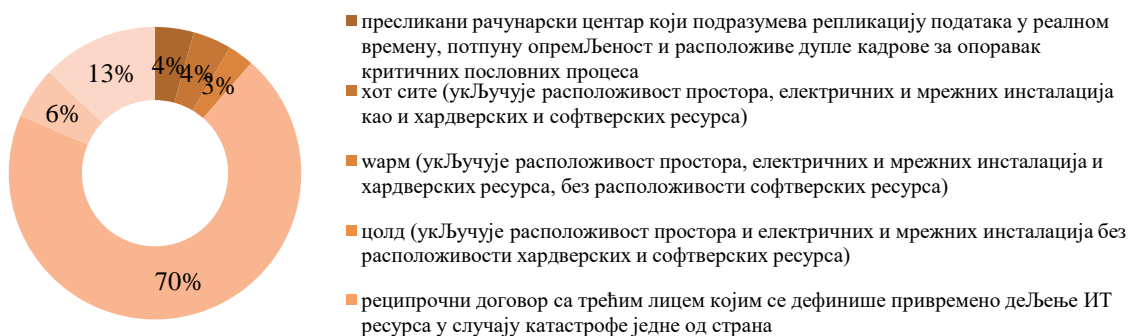 4%
4%
3%
70%
6%
13%
пресликани рачунарски центар који подразумева репликацију података у реалном
времену, потпуну опремЉеност и расположиве дупле кадрове за опоравак
критичних пословних процеса
хот сите (укЉучује расположивост простора, електричних и мрежних инсталација
као и хардверских и софтверских ресурса)
wарм (укЉучује расположивост простора, електричних и мрежних инсталација и
хардверских ресурса, без расположивости софтверских ресурса)
цолд (укЉучује расположивост простора и електричних и мрежних инсталација без
расположивости хардверских и софтверских ресурса)
реципрочни договор са трећим лицем којим се дефинише привремено деЉење ИТ
ресурса у случају катастрофе једне од страна